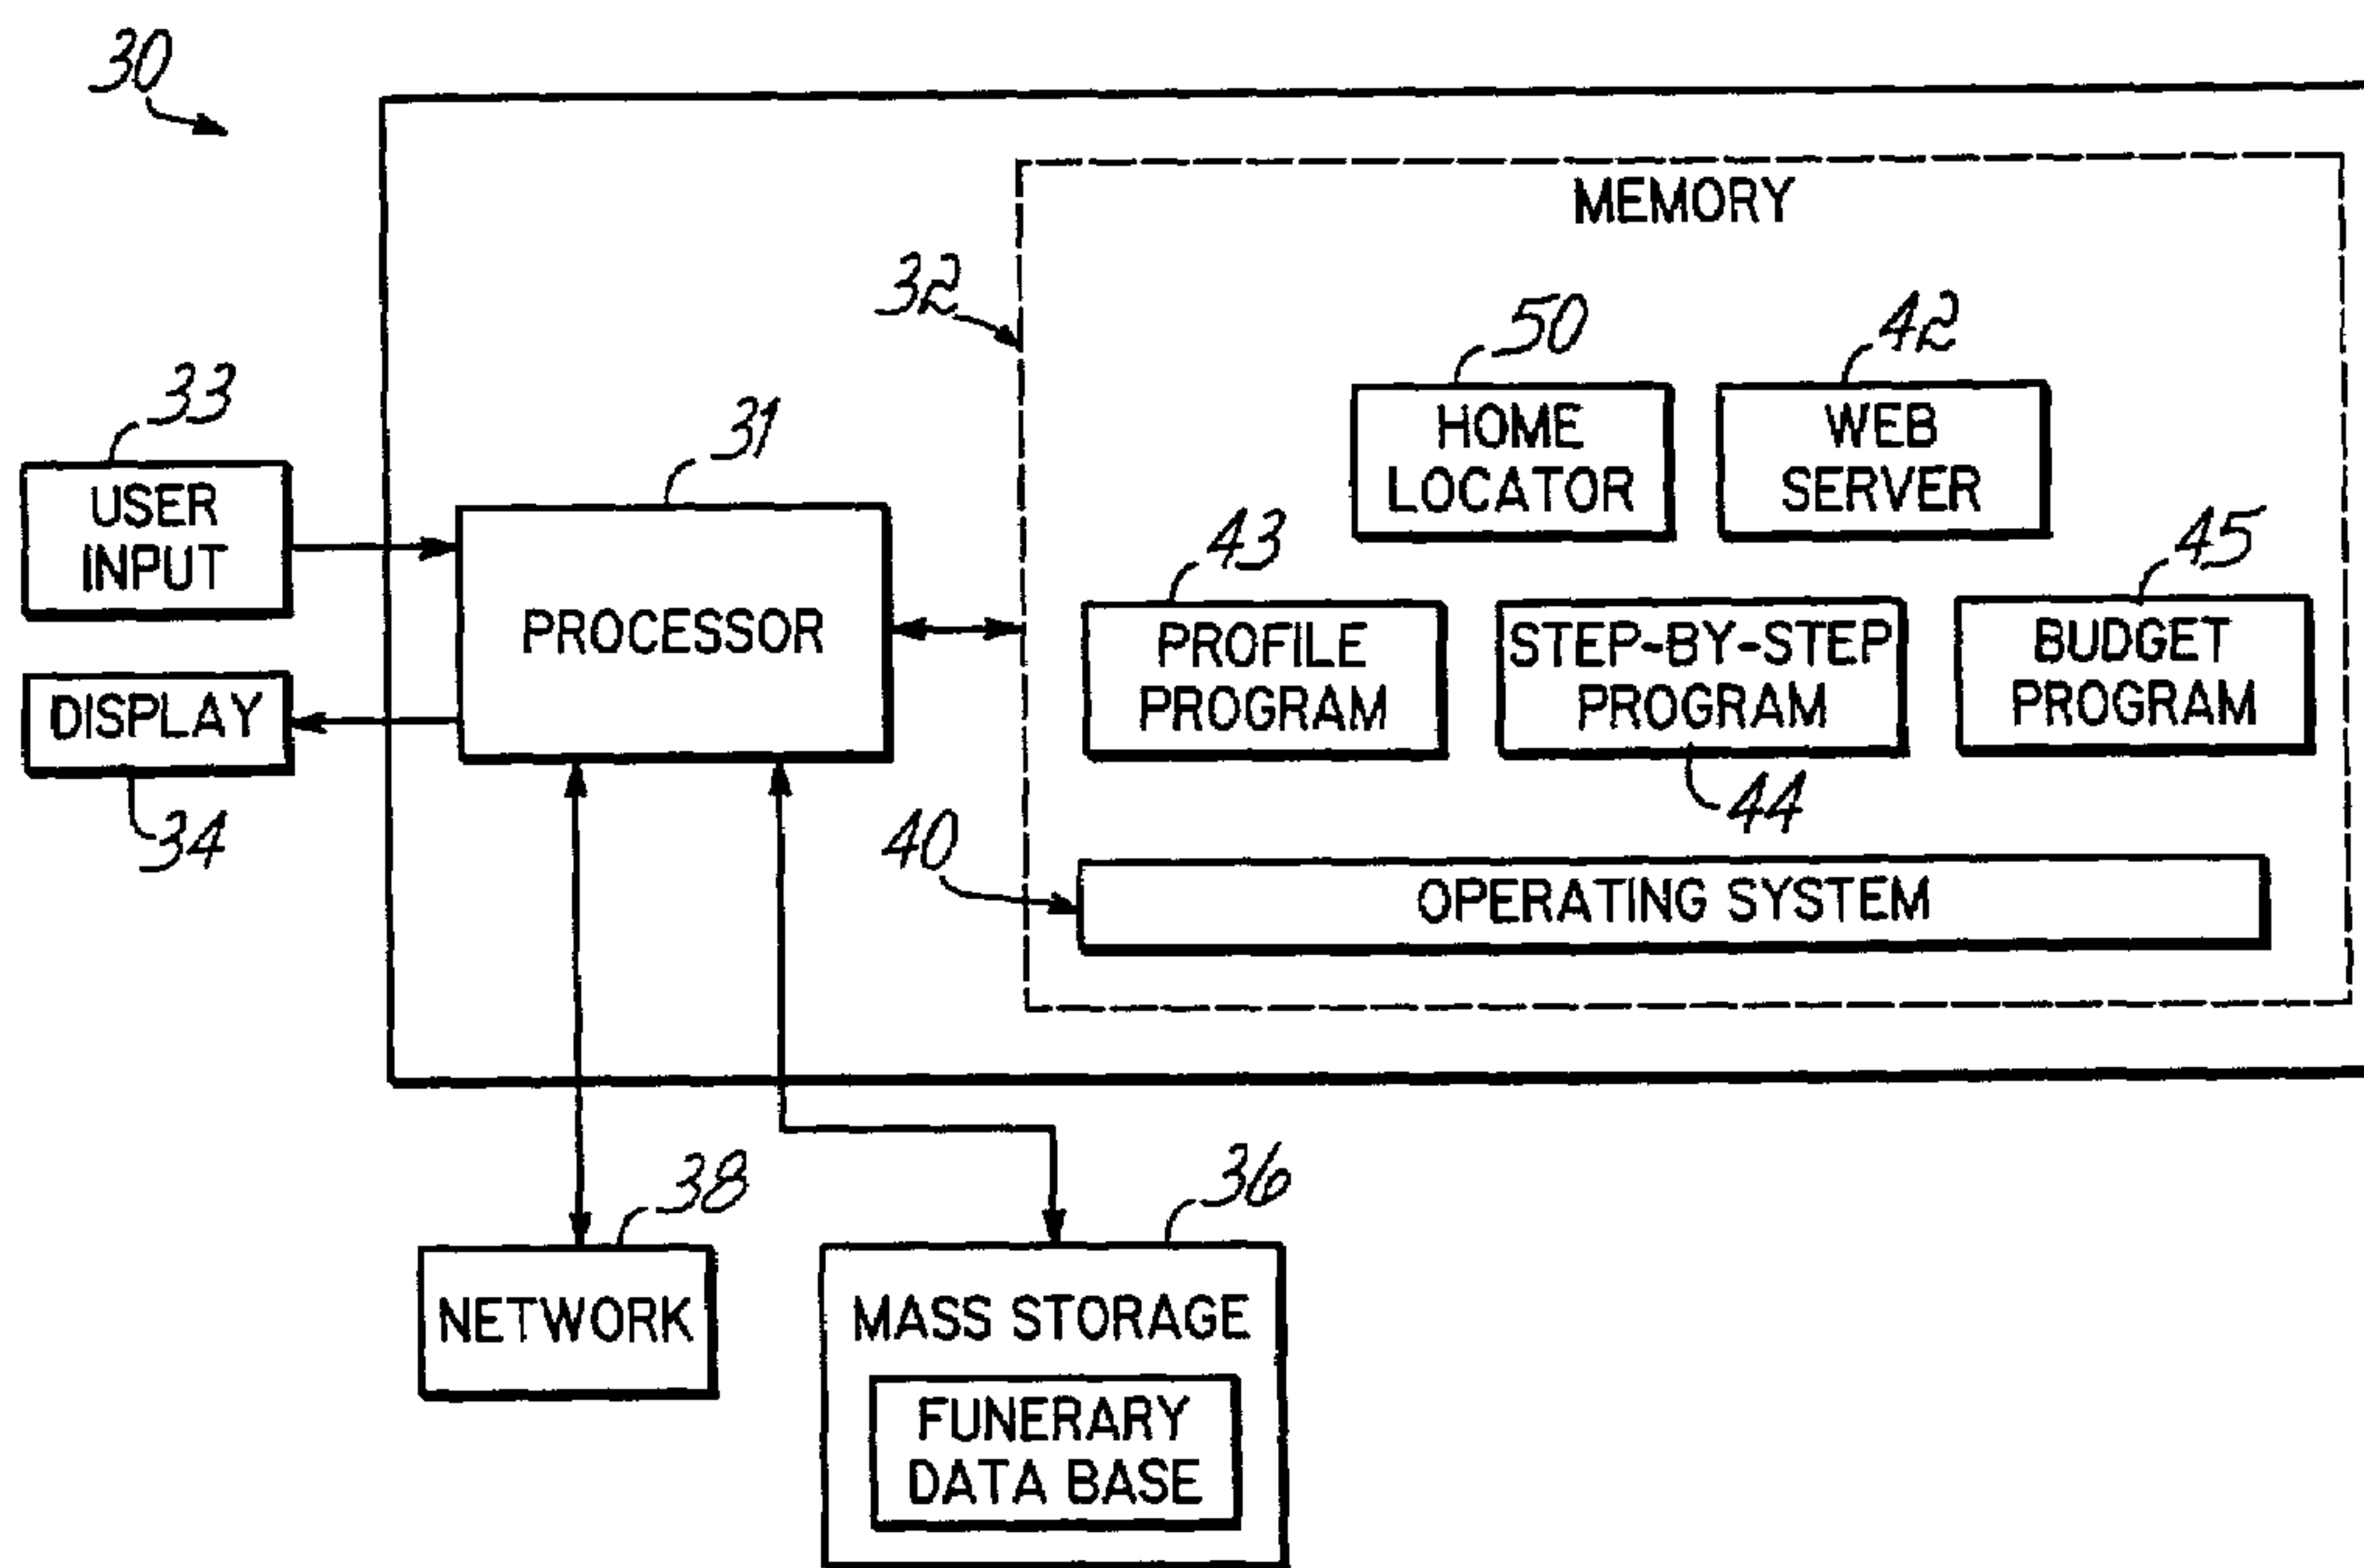 30
MEMORY
32
50
42
HOME
LOCATOR
WEB
SERVER
33
USER
INPUT
31
PROCESSOR
43
PROFILE
PROGRAM
STEP-BY-STEP
PROGRAM
44
45
BUDGET
PROGRAM
DISPLAY
34
40
OPERATING SYSTEM
38
NETWORK
36
MASS STORAGE
FUNERARY
DATA BASE